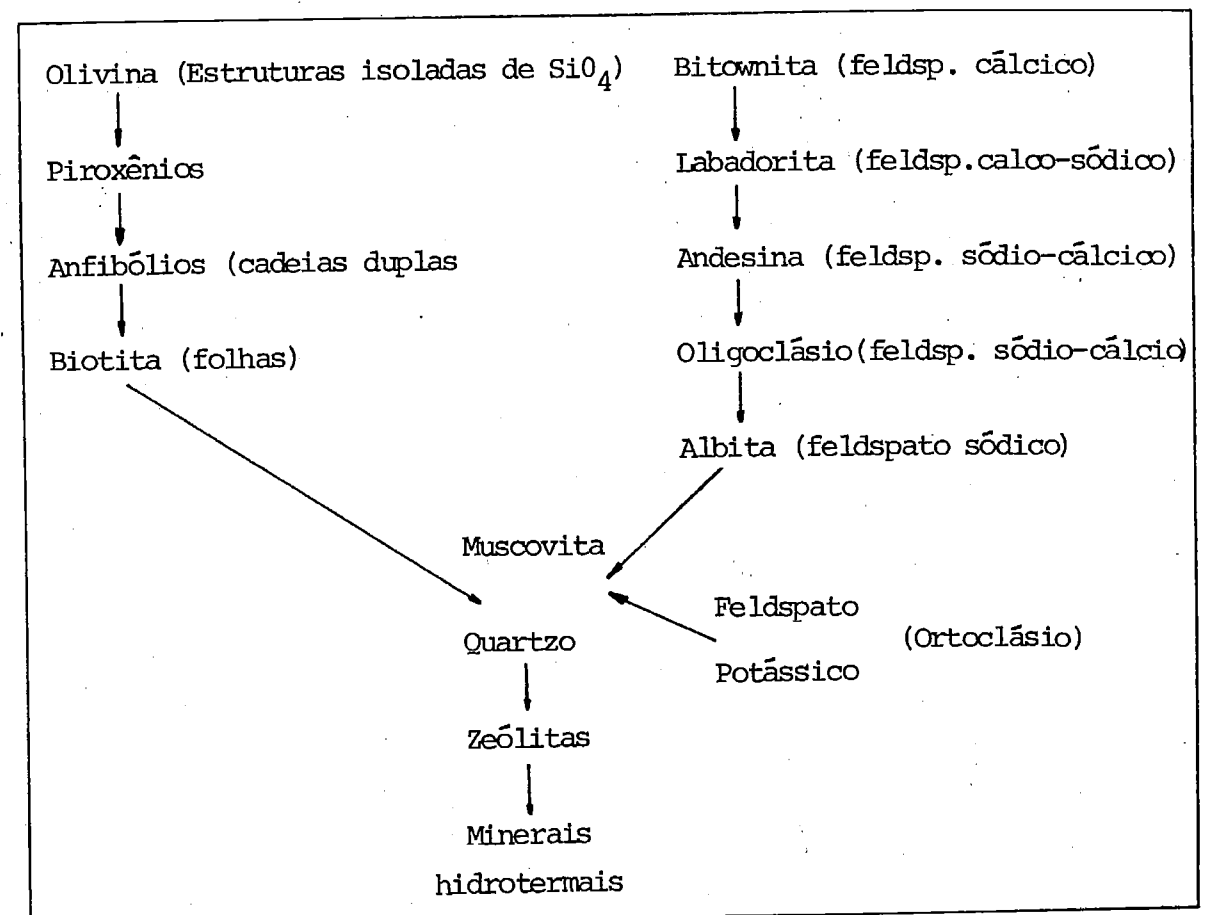 Olivina (Estruturas isoladas de SiO4)
Piroxênios
Anfibólios (cadeias duplas
Biotita (folhas)
Bitownita (feldsp. cálcico)
Labadorita (feldsp.calco-sódico)
Andesina (feldsp. sódio-cálcico)
Oligoclásio(feldsp. sódio-cálcio)
Albita (feldspato sódico)
Muscovita
Feldspato
Potássico
(Ortoclásio)
Quartzo
Zeólitas
Minerais
hidrotermais